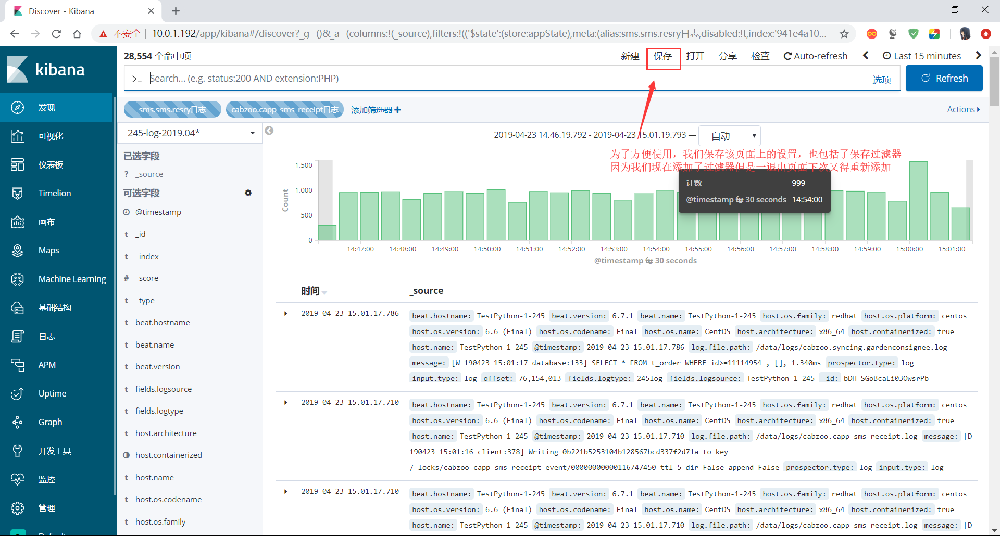 Discover - Kibana
不安全 | 10.0.1.192/app/kibana#/discover?_g=()&_a=(columns:!(_source),filters:!(('$state':(store:appState),meta:(alias:sms.sms.resry日志,disabled:!t,index:'941e4a10...
28,554 个命中项
新建 保存 打开 分享 检查 Auto-refresh Last 15 minutes
kibana
>_ Search... (e.g. status:200 AND extension:PHP)
选项
Refresh
sms.sms.resry日志 cabzoo.capp_sms_receipt日志 添加筛选器
Actions
发现
可视化
仪表板
Timelion
画布
Maps
Machine Learning
基础结构
日志
APM
Uptime
Graph
开发工具
监控
管理
Default
245-log-2019.04*
已选字段
? _source
可选字段
@timestamp
t _id
t _index
# _score
t _type
t beat.hostname
t beat.name
t beat.version
t fields.logsource
t fields.logtype
t host.architecture
host.containerized
t host.name
t host.os.codename
t host.os.family
2019-04-23 14.46.19.792 - 2019-04-23 15.01.19.793 — 自动
为了方便使用，我们保存该页面上的设置，也包括了保存过滤器
因为我们现在添加了过滤器但是一退出页面下次又得重新添加
计数 999
@timestamp 每 30 seconds 14:54:00
Count
1,500
1,000
500
0
14:47:00 14:48:00 14:49:00 14:50:00 14:51:00 14:52:00 14:53:00 14:54:00 14:55:00 14:56:00 14:57:00 14:58:00 14:59:00 15:00:00 15:01:00
@timestamp 每 30 seconds
时间 _source
2019-04-23 15.01.17.786
beat.hostname: TestPython-1-245 beat.version: 6.7.1 beat.name: TestPython-1-245 host.os.family: redhat host.os.platform: centos
host.os.version: 6.6 (Final) host.os.codename: Final host.os.name: CentOS host.architecture: x86_64 host.containerized: true
host.name: TestPython-1-245 @timestamp: 2019-04-23 15.01.17.786 log.file.path: /data/logs/cabzoo.syncing.gardenconsignee.log
message: [W 190423 15:01:17 database:133] SELECT * FROM t_order WHERE id>=11114954 , [], 1.340ms prospector.type: log
input.type: log offset: 76,154,013 fields.logtype: 245log fields.logsource: TestPython-1-245 _id: bDH_SGoBcaLi03OwsrPb
2019-04-23 15.01.17.710
beat.hostname: TestPython-1-245 beat.version: 6.7.1 beat.name: TestPython-1-245 host.os.family: redhat host.os.platform: centos
host.os.version: 6.6 (Final) host.os.codename: Final host.os.name: CentOS host.architecture: x86_64 host.containerized: true
host.name: TestPython-1-245 @timestamp: 2019-04-23 15.01.17.710 log.file.path: /data/logs/cabzoo.capp_sms_receipt.log message: [D
190423 15:01:16 client:378] Writing 0b221b5253104b128567bcd337f2d71a to key
/_locks/cabzoo_capp_sms_receipt_event/00000000000116747450 ttl=5 dir=False append=False prospector.type: log input.type: log
2019-04-23 15.01.17.710
beat.hostname: TestPython-1-245 beat.version: 6.7.1 beat.name: TestPython-1-245 host.os.family: redhat host.os.platform: centos
host.os.version: 6.6 (Final) host.os.codename: Final host.os.name: CentOS host.architecture: x86_64 host.containerized: true
host.name: TestPython-1-245 @timestamp: 2019-04-23 15.01.17.710 log.file.path: /data/logs/cabzoo.capp_sms_receipt.log message: [D